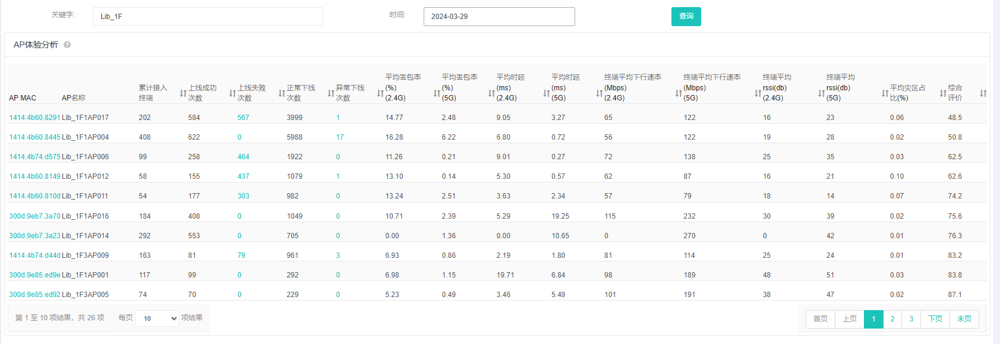 关键字: Lib_1F 时间: 2024-03-29 查询
AP体验分析 ?
AP MAC AP名称 累计接入终端 上线成功次数 上线失败次数 正常下线次数 异常下线次数 平均丢包率(%)(2.4G) 平均丢包率(%)(5G) 平均时延(ms)(2.4G) 平均时延(ms)(5G) 终端平均下行速率(Mbps)(2.4G) 终端平均下行速率(Mbps)(5G) 终端平均rssi(db)(2.4G) 终端平均rssi(db)(5G) 平均灾区占比(%) 综合评价
1414.4b60.8291 Lib_1F1AP017 202 584 567 3999 1 14.77 2.48 9.05 3.27 65 122 16 23 0.06 48.5
1414.4b60.8445 Lib_1F1AP004 408 622 0 5988 17 16.28 6.22 6.80 0.72 56 122 19 28 0.02 50.8
1414.4b74.d575 Lib_1F1AP006 99 258 464 1922 0 11.26 0.21 9.01 0.27 72 138 25 35 0.03 62.5
1414.4b60.8149 Lib_1F1AP012 58 155 437 1079 1 13.10 0.14 5.30 0.57 62 87 16 21 0.10 62.6
1414.4b60.810d Lib_1F1AP011 54 177 303 982 0 13.24 2.51 3.63 2.34 57 79 18 14 0.07 74.2
300d.9eb7.3a70 Lib_1F1AP016 184 408 0 1049 0 10.71 2.39 5.29 19.25 115 232 30 39 0.02 75.6
300d.9eb7.3a23 Lib_1F1AP014 292 553 0 705 0 0.00 1.36 0.00 10.65 0 270 0 42 0.01 76.3
1414.4b74.d44d Lib_1F3AP009 163 81 79 961 3 6.93 0.86 2.19 1.80 81 114 25 24 0.01 83.2
300d.9e85.ed9e Lib_1F1AP001 117 99 0 292 0 6.98 1.15 19.71 6.84 98 189 48 51 0.03 83.8
300d.9e85.ed92 Lib_1F3AP005 74 70 0 229 0 5.23 0.49 3.46 5.49 101 191 38 47 0.02 87.1
第 1 至 10 项结果，共 26 项 每页 10 项结果 首页 上页 1 2 3 下页 末页